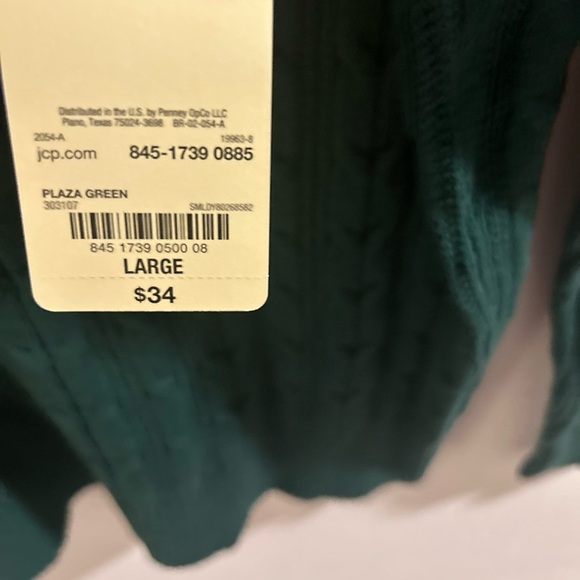 Distributed in the U.S. by Penney OpCo LLC
Plano, Texas 75024-3698 BR-02-054-A
2054-A 19963-8
jcp.com 845-1739 0885
PLAZA GREEN
303107 SMLDY80268562
845 1739 0500 08
LARGE
$34